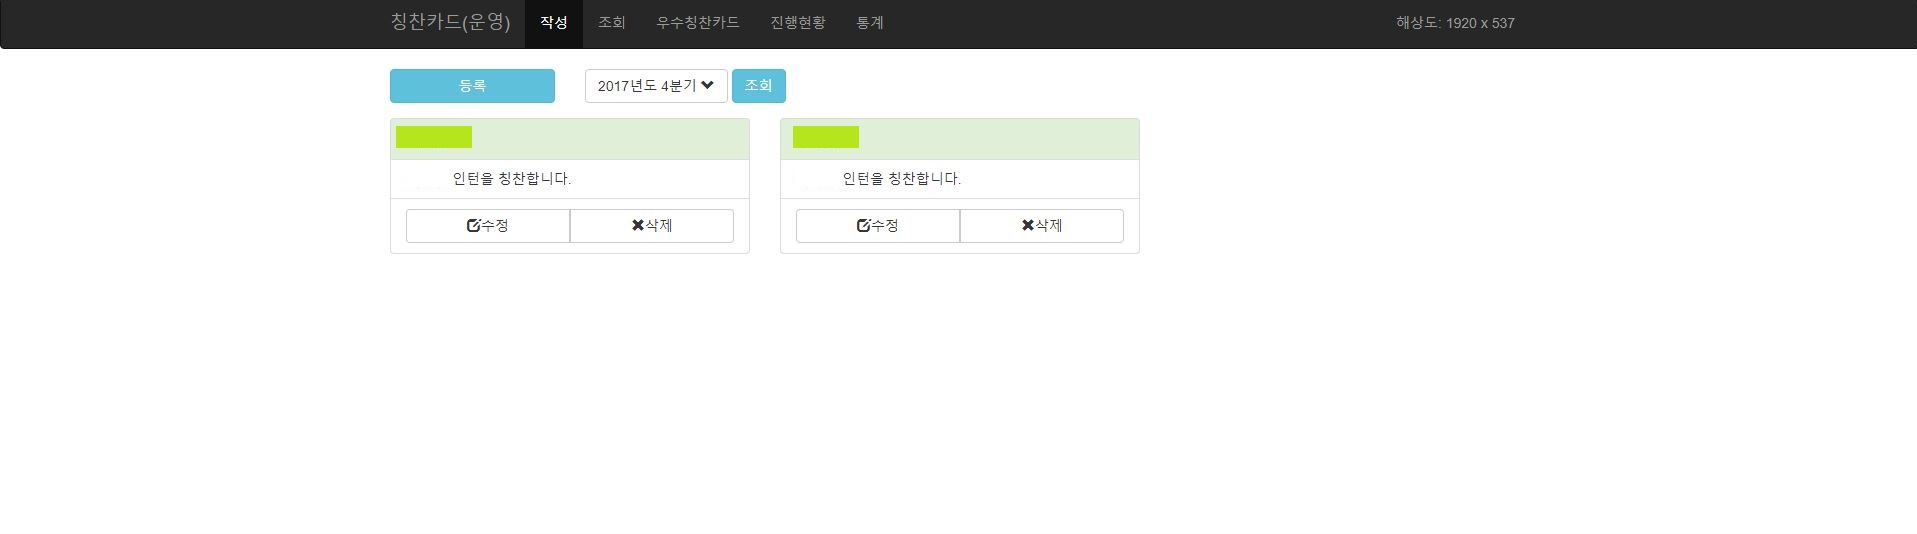 칭찬카드(운영) 작성 조회 우수칭찬카드 진행현황 통계 해상도: 1920 x 537
등록 2017년도 4분기 조회
인턴을 칭찬합니다.
수정 삭제
인턴을 칭찬합니다.
수정 삭제